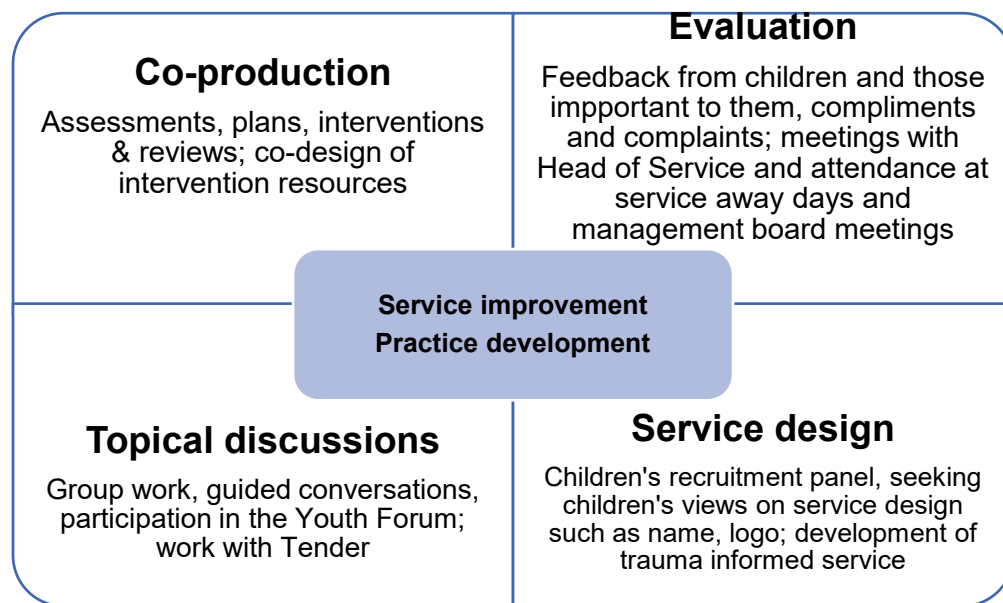 Co-production
Assessments, plans, interventions
& reviews; co-design of
intervention resources
Evaluation
Feedback from children and those
impportant to them, compliments
and complaints; meetings with
Head of Service and attendance at
service away days and
management board meetings
Service improvement
Practice development
Topical discussions
Group work, guided conversations,
participation in the Youth Forum;
work with Tender
Service design
Children's recruitment panel, seeking
children's views on service design
such as name, logo; development of
trauma informed service